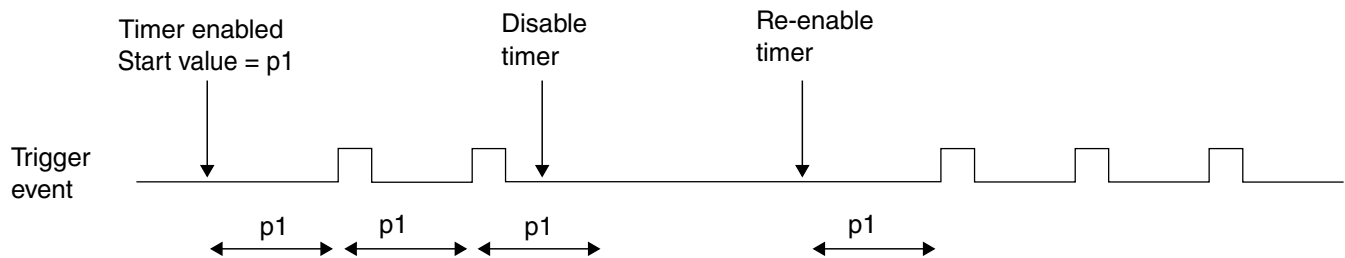 Timer enabled
Start value = p1
Disable
timer
Re-enable
timer
Trigger
event
p1
p1
p1
p1